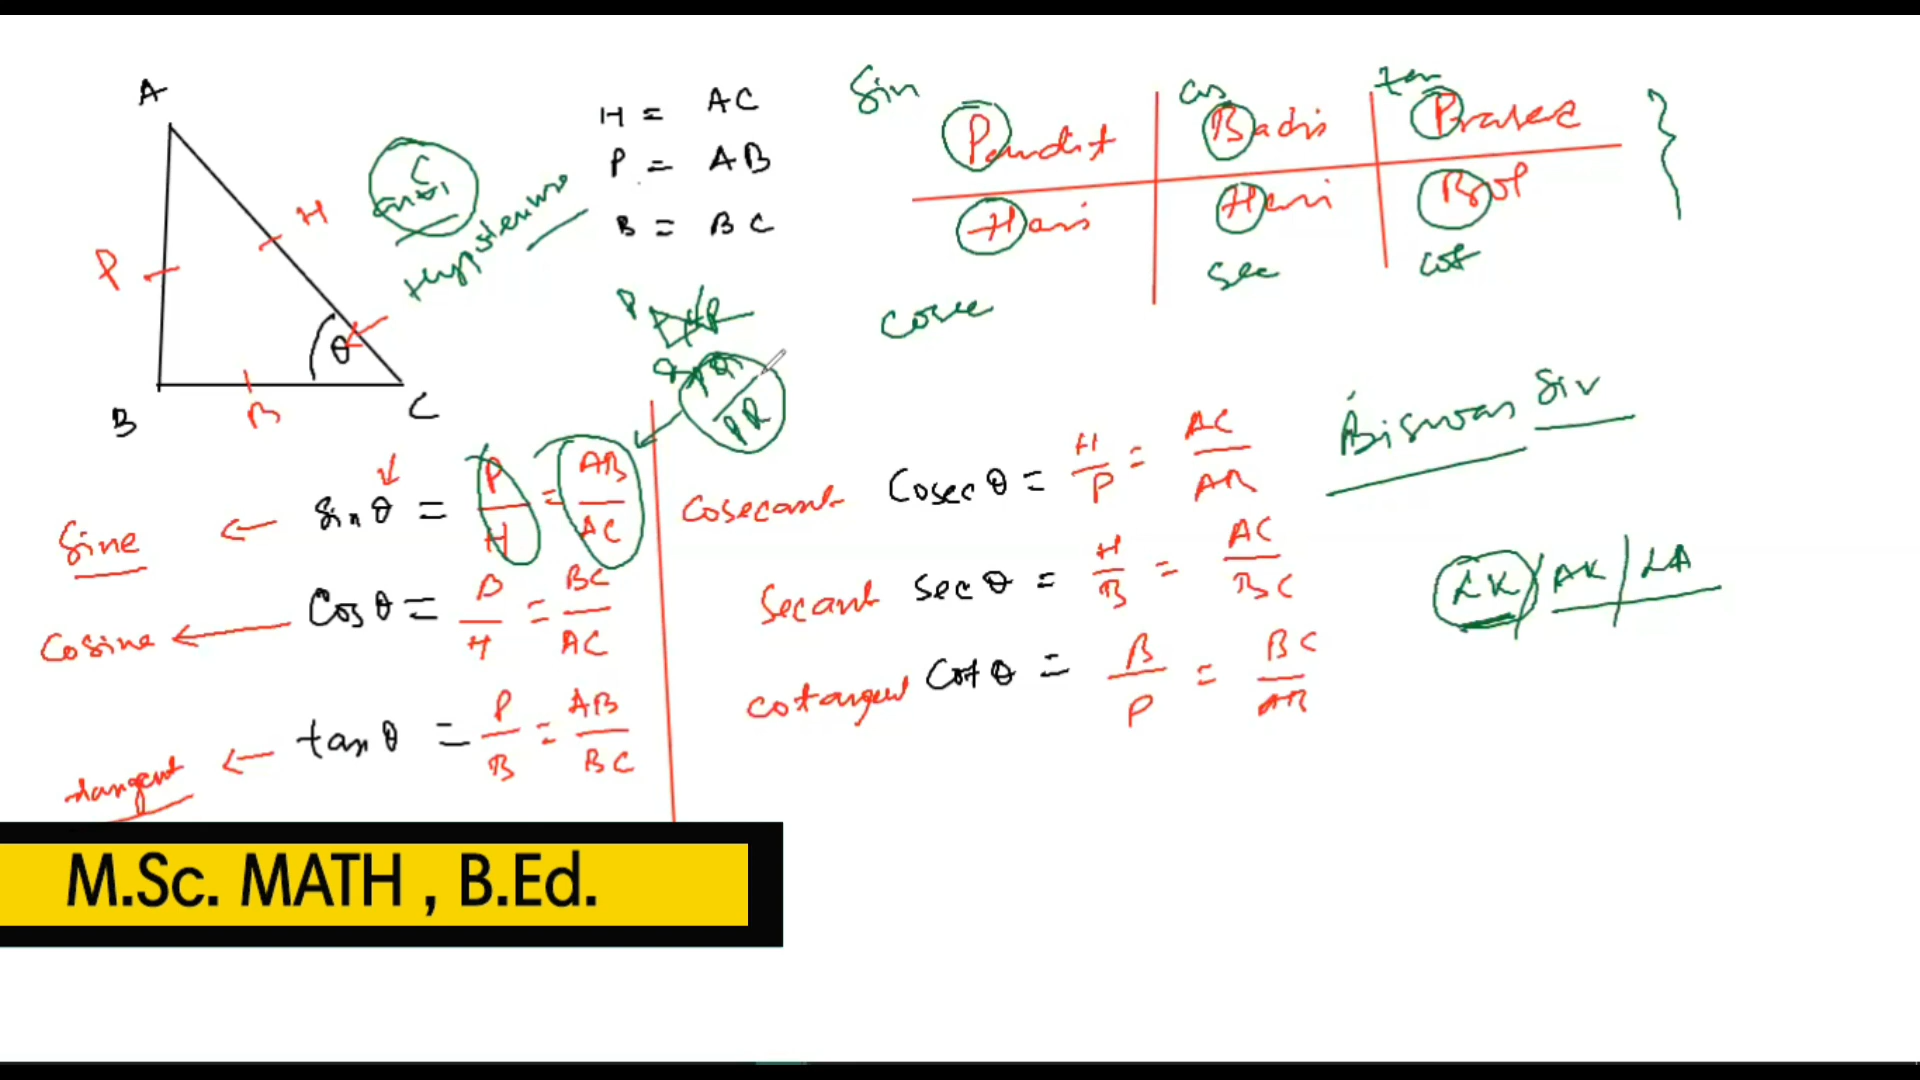 A
H = AC
P = AB
B = BC
H
P
θ
B
B
C
Hypotenuse
Sin
cos
tan
Pandit
Badri
Prasad
Hari
Hari
Bol
cosec
sec
cot
P
Sine ← sin θ = P/H = AB/AC
Cosine ← Cos θ = B/H = BC/AC
tangent ← tan θ = P/B = AB/BC
Cosecant Cosec θ = H/P = AC/AB
Secant sec θ = H/B = AC/BC
cotangent Cot θ = B/P = BC/AB
Biswas Sir
LK/AK/LA
M.Sc. MATH , B.Ed.